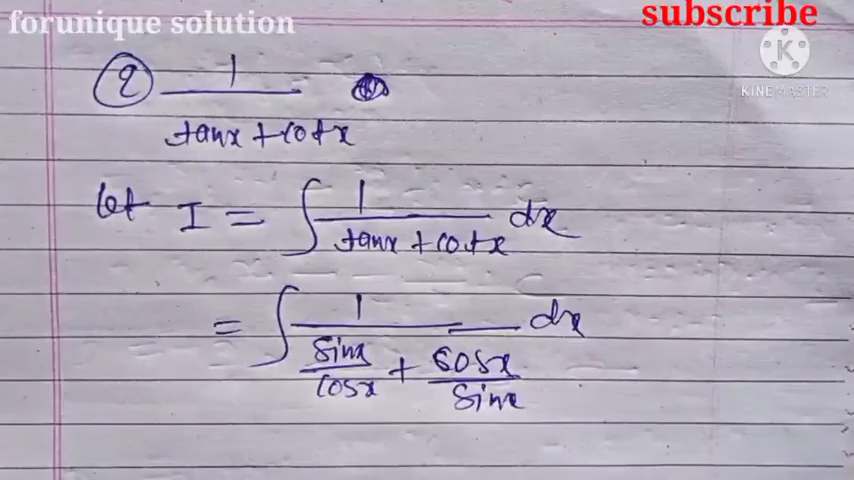 forunique solution
subscribe
KINEMASTER
② 1
tanx + cotx
let I = ∫ 1 dx
tanx + cotx
= ∫ 1 dx
sinx + cosx
cosx sinx